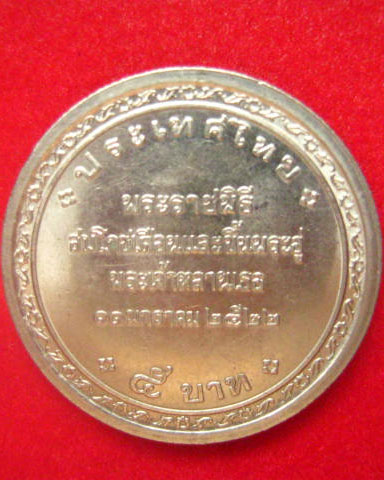 ประเทศไทย
พระราชพิธี
สมโภชเดือนและขึ้นพระอู่
พระเจ้าหลานเธอ
๑๑ มกราคม ๒๕๒๒
๕ บาท